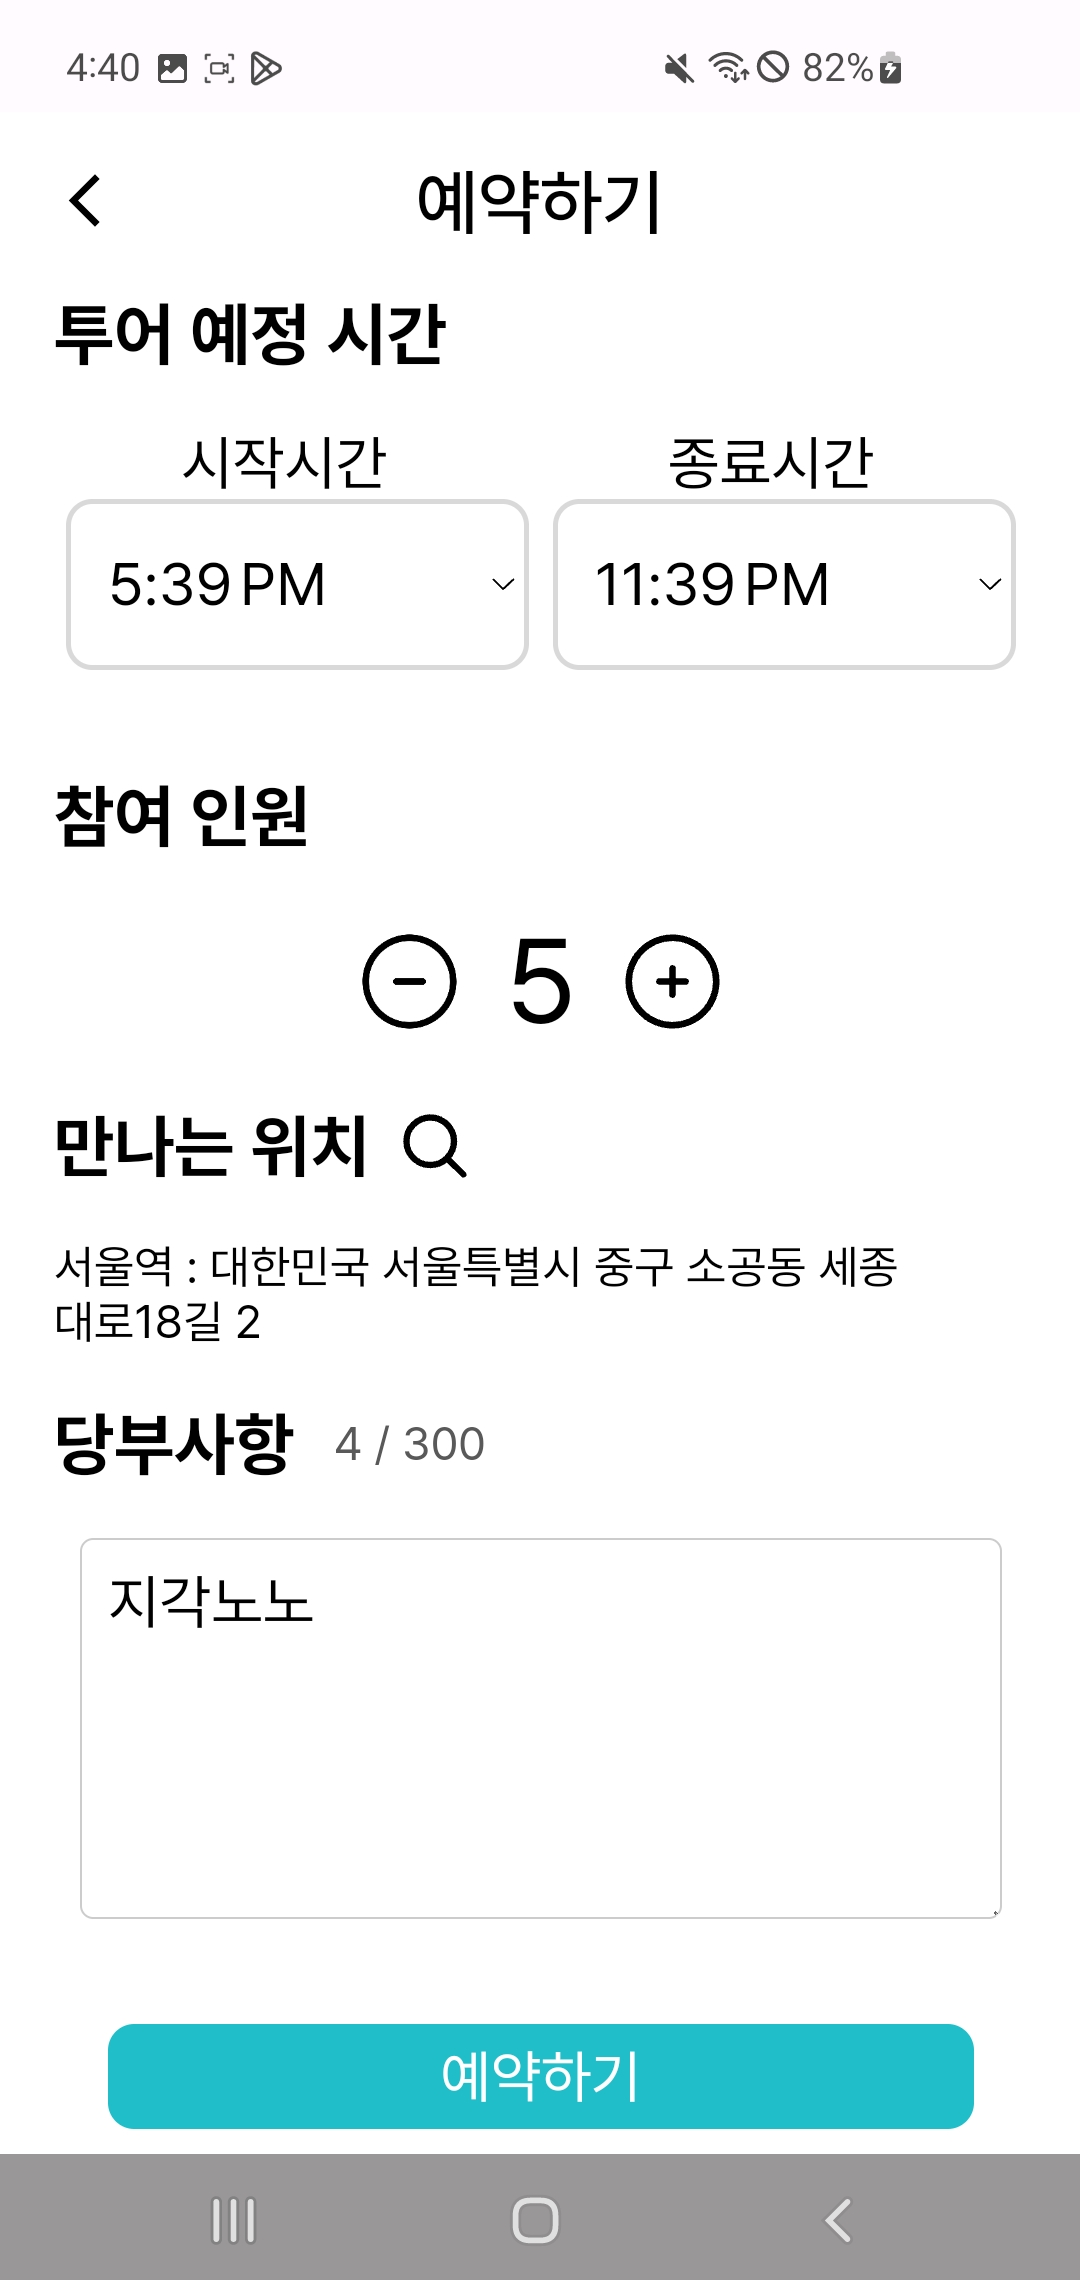 4:40 82%
예약하기
투어 예정 시간
시작시간 종료시간
5:39 PM 11:39 PM
참여 인원
5
만나는 위치
서울역 : 대한민국 서울특별시 중구 소공동 세종
대로18길 2
당부사항 4 / 300
지각노노
예약하기